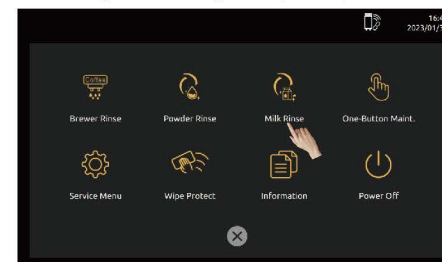 16:4
2023/01/3
Coffee
Brewer Rinse
Powder Rinse
Milk Rinse
One-Button Maint.
Service Menu
Wipe Protect
Information
Power Off